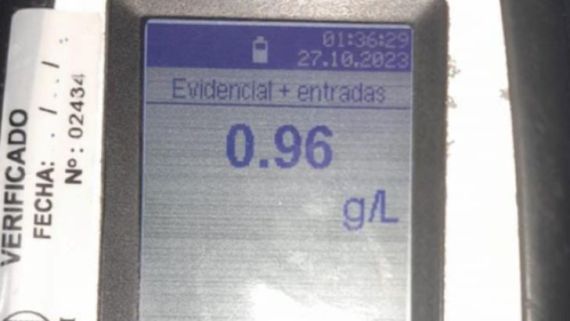 01:36:29
27.10.2023
Evidencial + entradas
0.96
g/L
VERIFICADO
FECHA: . . / . . / . .
Nº: 02434